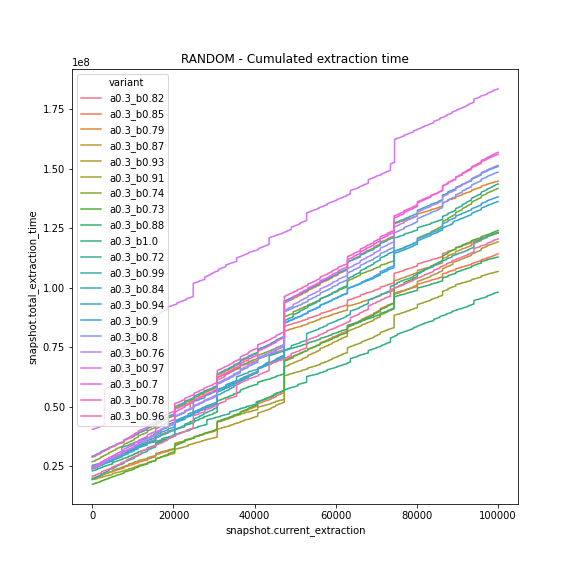 RANDOM - Cumulated extraction time
1e8
1.75
1.50
1.25
1.00
0.75
0.50
0.25
snapshot.total_extraction_time
variant
a0.3_b0.82
a0.3_b0.85
a0.3_b0.79
a0.3_b0.87
a0.3_b0.93
a0.3_b0.91
a0.3_b0.74
a0.3_b0.73
a0.3_b0.88
a0.3_b1.0
a0.3_b0.72
a0.3_b0.99
a0.3_b0.84
a0.3_b0.94
a0.3_b0.9
a0.3_b0.8
a0.3_b0.76
a0.3_b0.97
a0.3_b0.7
a0.3_b0.78
a0.3_b0.96
0 20000 40000 60000 80000 100000
snapshot.current_extraction